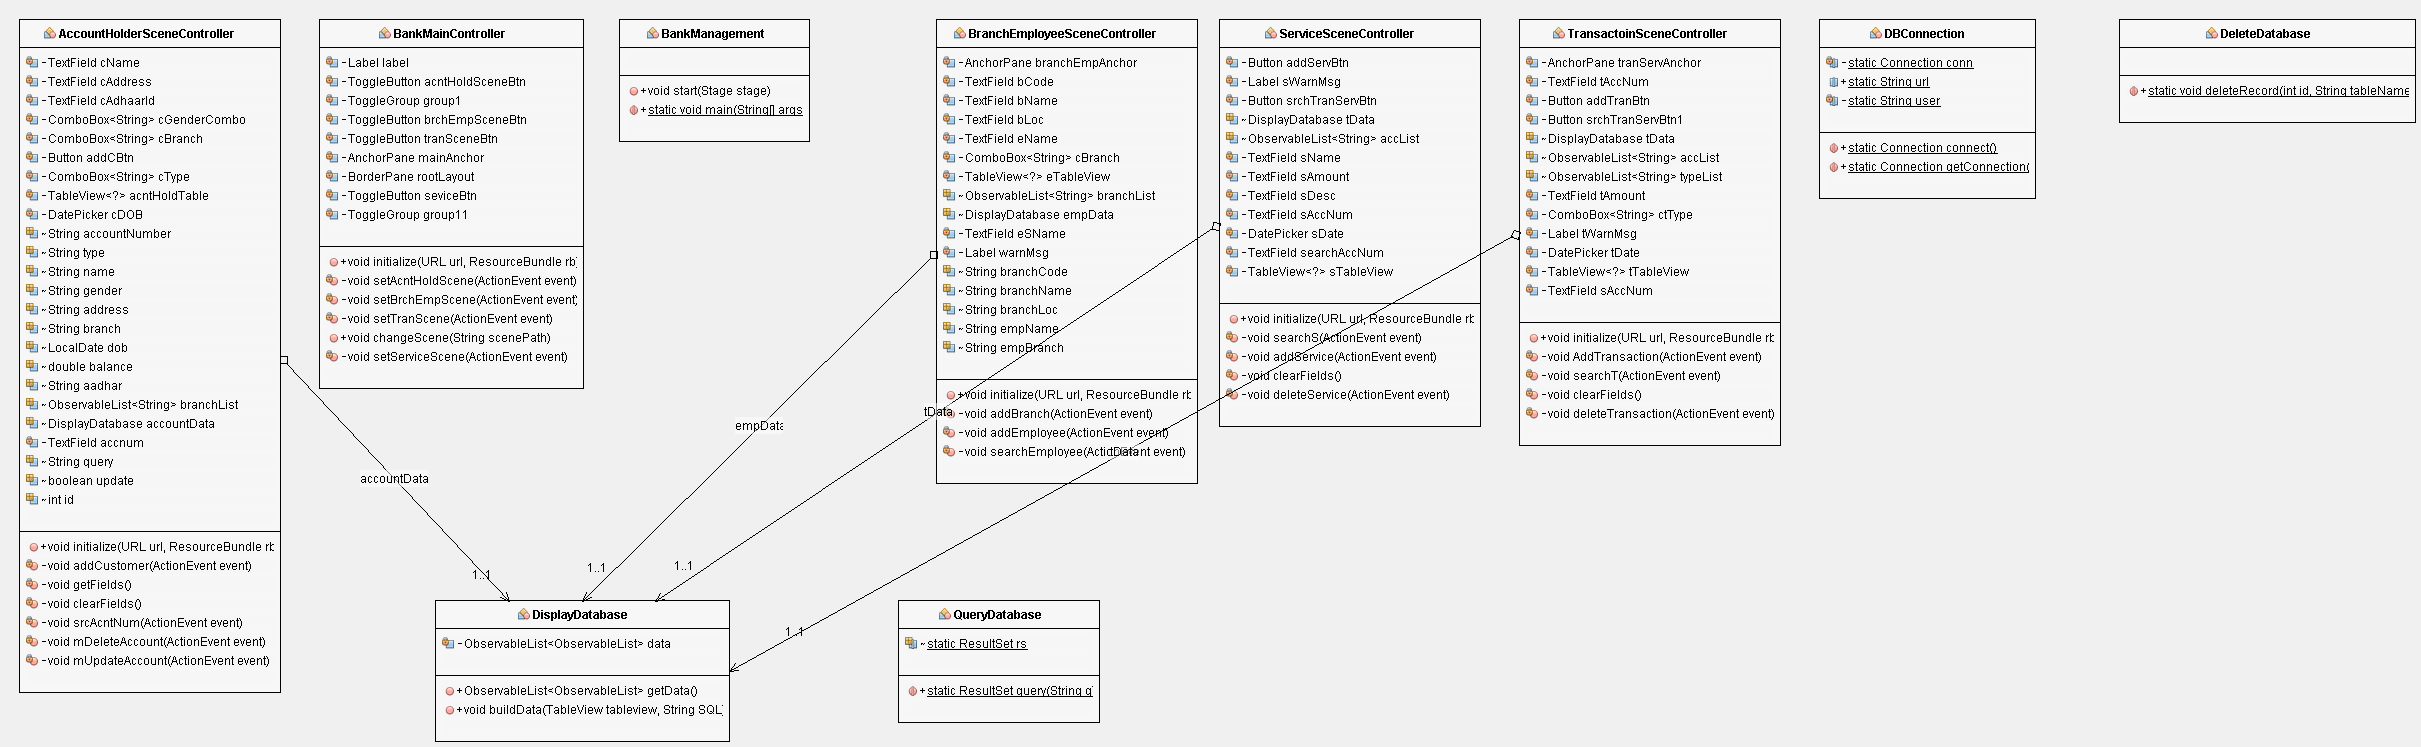 AccountHolderSceneController
-TextField cName
-TextField cAddress
-TextField cAdhaarId
-ComboBox<String> cGenderCombo
-ComboBox<String> cBranch
-Button addCBtn
-ComboBox<String> cType
-TableView<?> acntHoldTable
-DatePicker cDOB
~String accountNumber
~String type
~String name
~String gender
~String address
~String branch
~LocalDate dob
~double balance
~String aadhar
~ObservableList<String> branchList
~DisplayDatabase accountData
-TextField accnum
~String query
~boolean update
~int id
+void initialize(URL url, ResourceBundle rb
-void addCustomer(ActionEvent event)
-void getFields()
-void clearFields()
-void srcAcntNum(ActionEvent event)
-void mDeleteAccount(ActionEvent event)
-void mUpdateAccount(ActionEvent event)
BankMainController
-Label label
-ToggleButton acntHoldSceneBtn
-ToggleGroup group1
-ToggleButton brchEmpSceneBtn
-ToggleButton tranSceneBtn
-AnchorPane mainAnchor
-BorderPane rootLayout
-ToggleButton seviceBtn
-ToggleGroup group11
+void initialize(URL url, ResourceBundle rb)
-void setAcntHoldScene(ActionEvent event)
-void setBrchEmpScene(ActionEvent event)
-void setTranScene(ActionEvent event)
+void changeScene(String scenePath)
-void setServiceScene(ActionEvent event)
BankManagement
+void start(Stage stage)
+static void main(String[] args
BranchEmployeeSceneController
-AnchorPane branchEmpAnchor
-TextField bCode
-TextField bName
-TextField bLoc
-TextField eName
-ComboBox<String> cBranch
-TableView<?> eTableView
~ObservableList<String> branchList
~DisplayDatabase empData
-TextField eSName
-Label warnMsg
~String branchCode
~String branchName
~String branchLoc
~String empName
~String empBranch
+void initialize(URL url, ResourceBundle rb
-void addBranch(ActionEvent event)
-void addEmployee(ActionEvent event)
-void searchEmployee(ActionEvent event)
ServiceSceneController
-Button addServBtn
-Label sWarnMsg
-Button srchTranServBtn
~DisplayDatabase tData
~ObservableList<String> accList
-TextField sName
-TextField sAmount
-TextField sDesc
-TextField sAccNum
-DatePicker sDate
-TextField searchAccNum
-TableView<?> sTableView
+void initialize(URL url, ResourceBundle rb
-void searchS(ActionEvent event)
-void addService(ActionEvent event)
-void clearFields()
-void deleteService(ActionEvent event)
TransactoinSceneController
-AnchorPane tranServAnchor
-TextField tAccNum
-Button addTranBtn
-Button srchTranServBtn1
~DisplayDatabase tData
~ObservableList<String> accList
~ObservableList<String> typeList
-TextField tAmount
-ComboBox<String> ctType
-Label tWarnMsg
-DatePicker tDate
-TableView<?> tTableView
-TextField sAccNum
+void initialize(URL url, ResourceBundle rb
-void AddTransaction(ActionEvent event)
-void searchT(ActionEvent event)
-void clearFields()
-void deleteTransaction(ActionEvent event)
DBConnection
-static Connection conn
+static String url
-static String user
+static Connection connect()
+static Connection getConnection(
DeleteDatabase
+static void deleteRecord(int id, String tableName
accountData
empData
tData
tData
1..1
1..1
1..1
1..1
DisplayDatabase
-ObservableList<ObservableList> data
+ObservableList<ObservableList> getData()
+void buildData(TableView tableview, String SQL
QueryDatabase
~static ResultSet rs
+static ResultSet query(String q